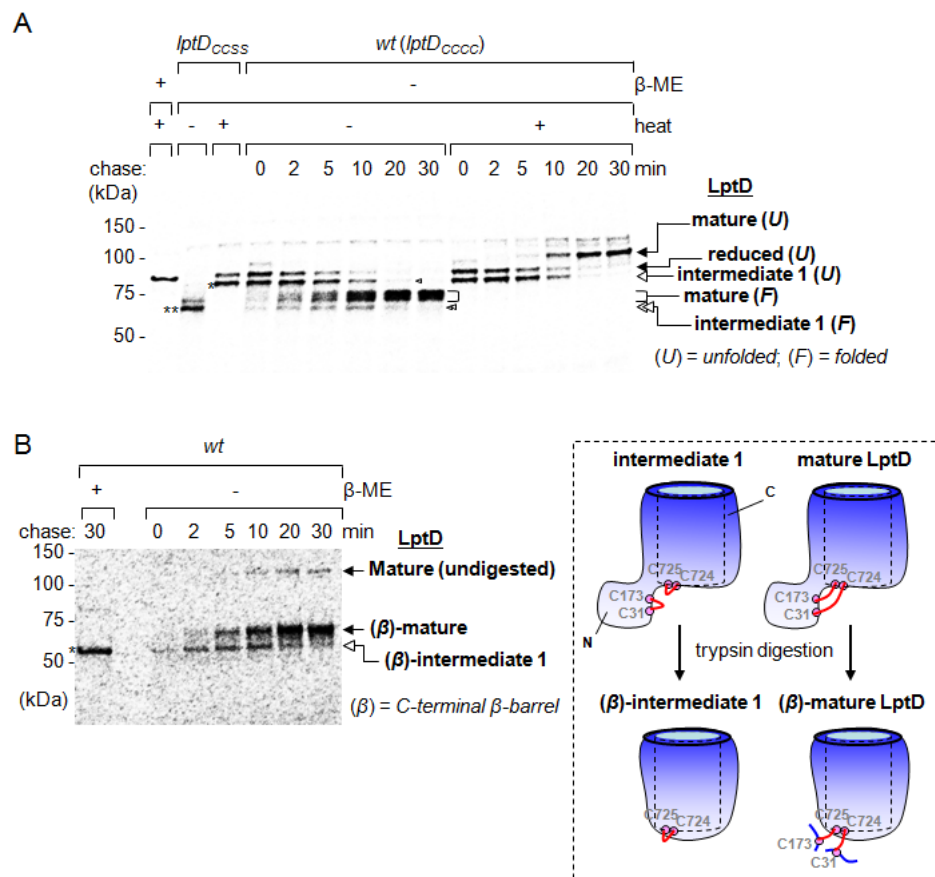 A
lptD_CCSS wt (lptD_CCCC)
+ - β-ME
+ - + - + heat
chase: 0 2 5 10 20 30 0 2 5 10 20 30 min
(kDa)
LptD
150 -
mature (U)
100 -
reduced (U)
*
intermediate 1 (U)
75 -
mature (F)
**
intermediate 1 (F)
50 -
(U) = unfolded; (F) = folded
B
wt
+ - β-ME
chase: 30 0 2 5 10 20 30 min
LptD
150 -
Mature (undigested)
100 -
75 -
(β)-mature
*
50 -
(β)-intermediate 1
(kDa)
(β) = C-terminal β-barrel
intermediate 1 mature LptD
C
C725 C724 C725 C724
C173 C173
C31 C31
N
trypsin digestion
(β)-intermediate 1 (β)-mature LptD
C725 C724 C725 C724
C173
C31